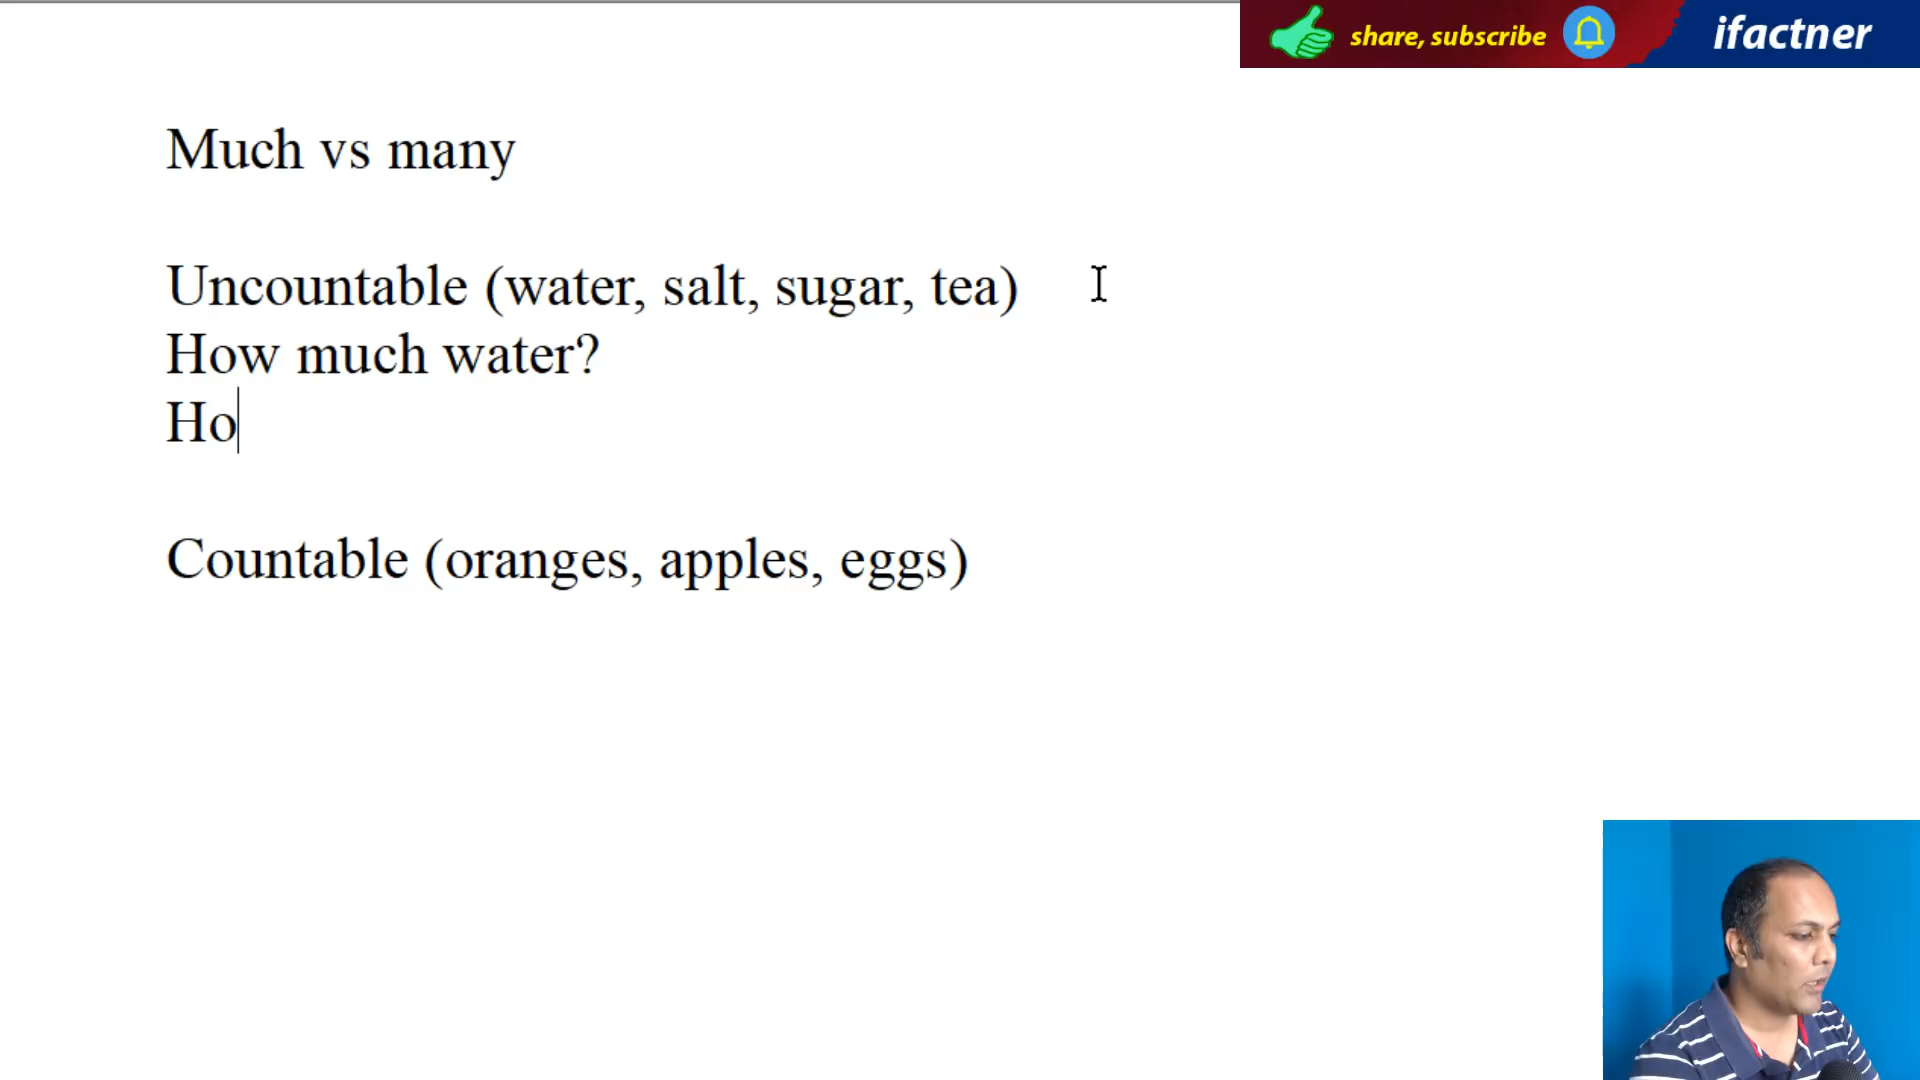 share, subscribe
ifactner
Much vs many
Uncountable (water, salt, sugar, tea)
How much water?
Ho
Countable (oranges, apples, eggs)